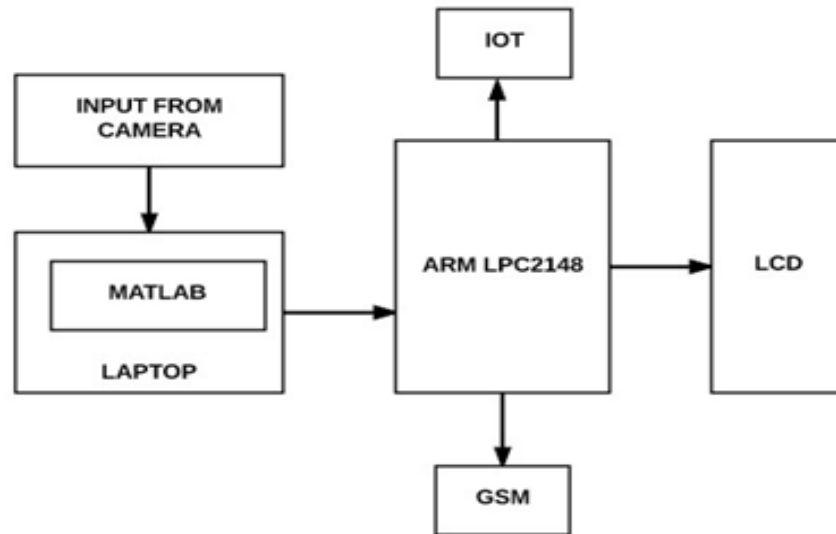 IOT
INPUT FROM
CAMERA
ARM LPC2148
LCD
MATLAB
LAPTOP
GSM